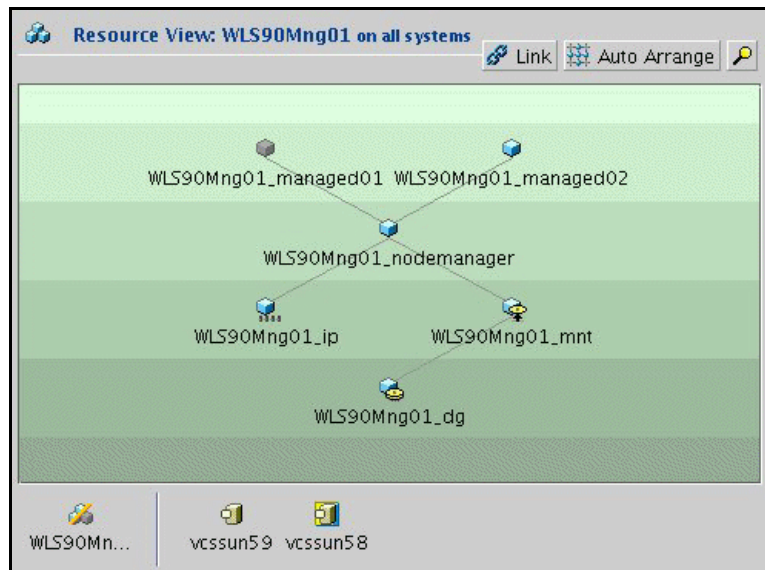 Resource View: WLS90Mng01 on all systems
Link Auto Arrange
WLS90Mng01_managed01 WLS90Mng01_managed02
WLS90Mng01_nodemanager
WLS90Mng01_ip WLS90Mng01_mnt
WLS90Mng01_dg
WLS90Mn... vcssun59 vcssun58